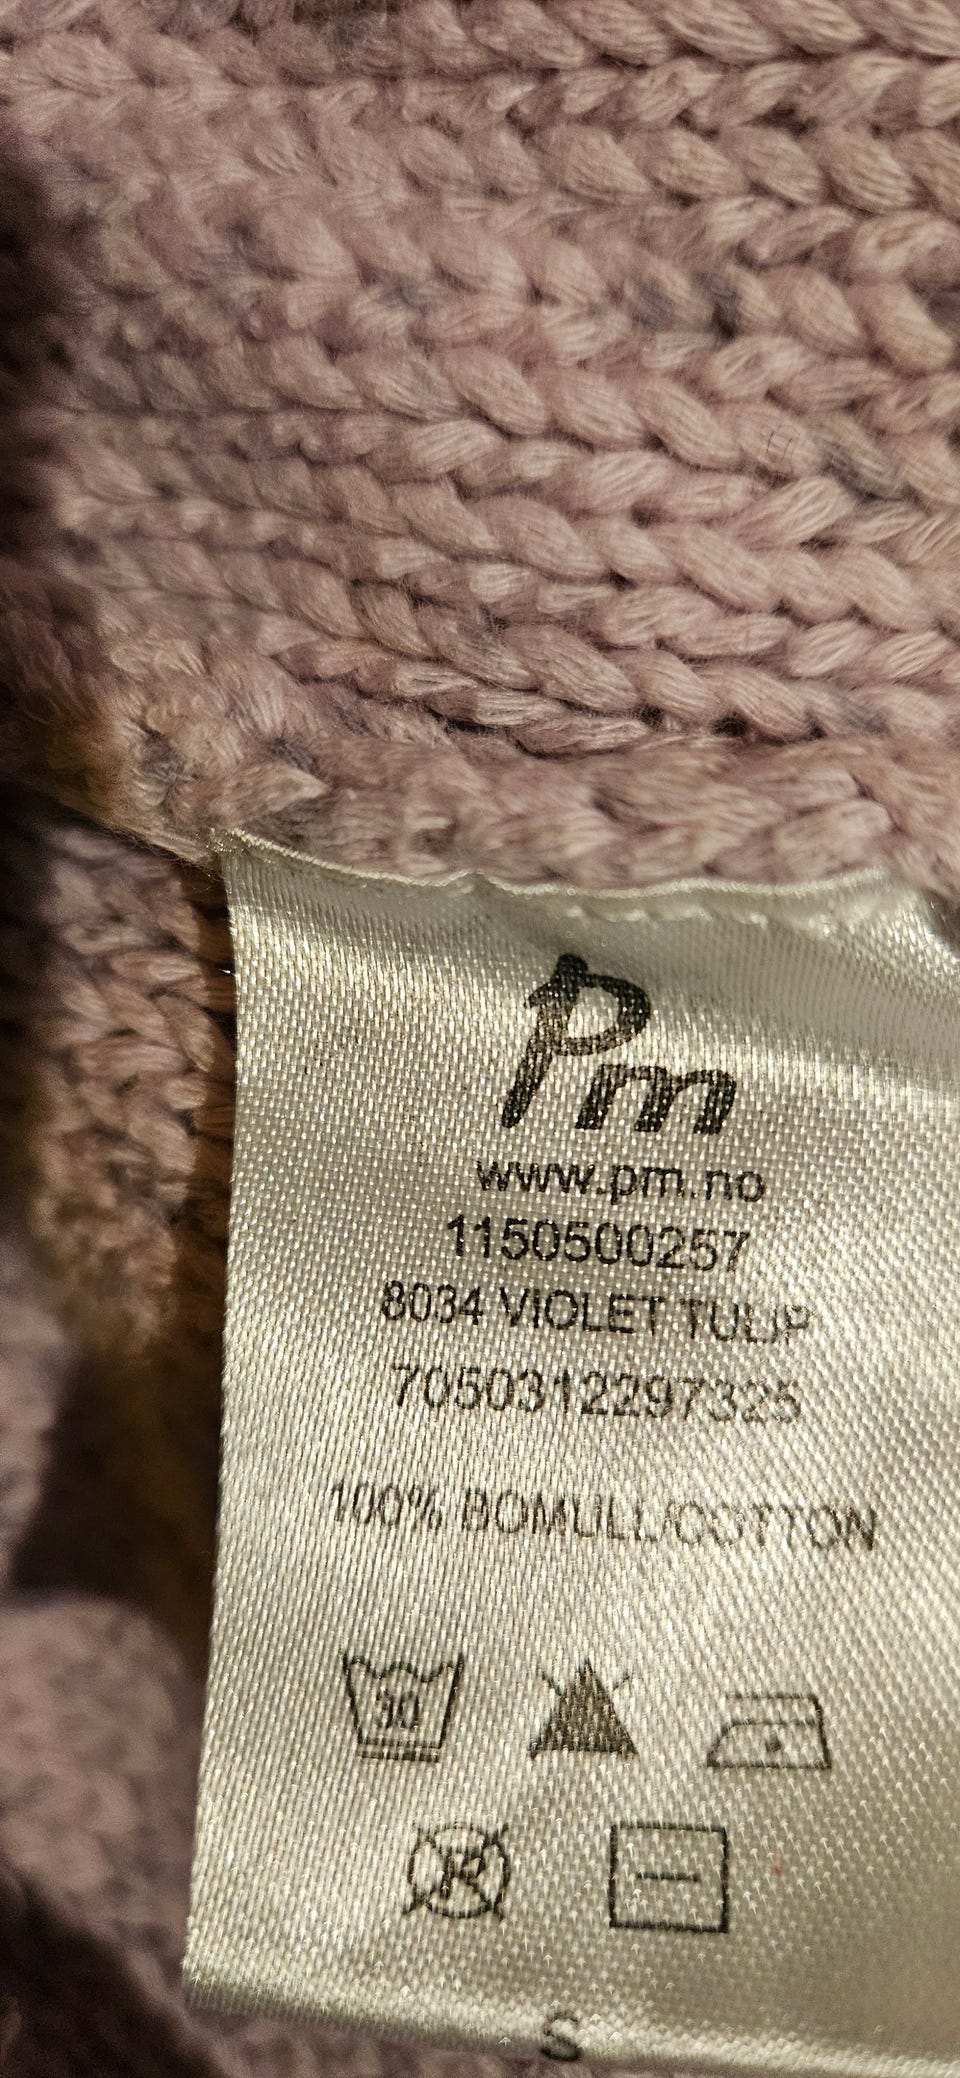 Pm
www.pm.no
1150500257
8034 VIOLET TULIP
7050312297325
100% BOMULL/COTTON
30
P
S